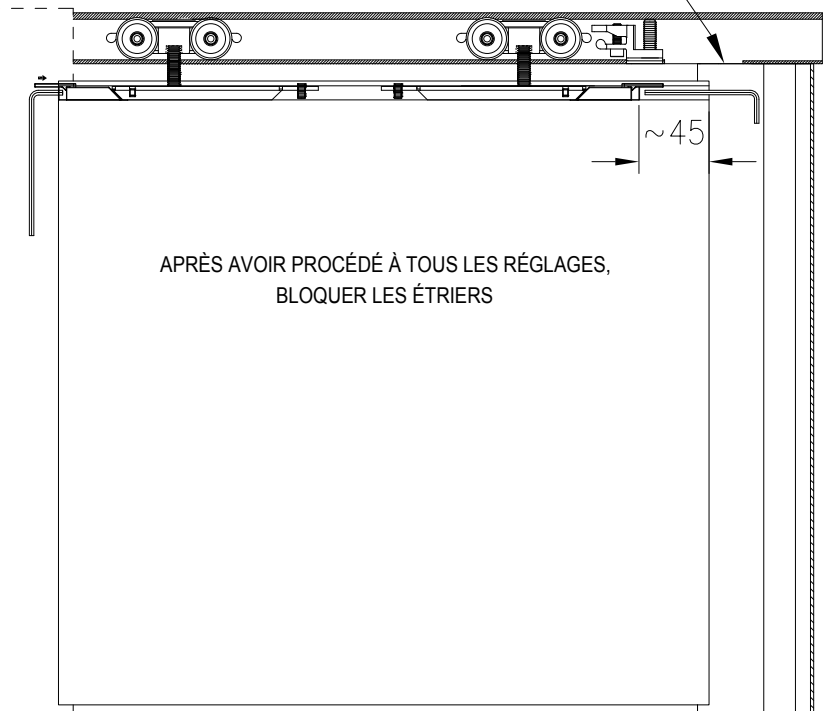 ~45
APRÈS AVOIR PROCÉDÉ À TOUS LES RÉGLAGES,
BLOQUER LES ÉTRIERS